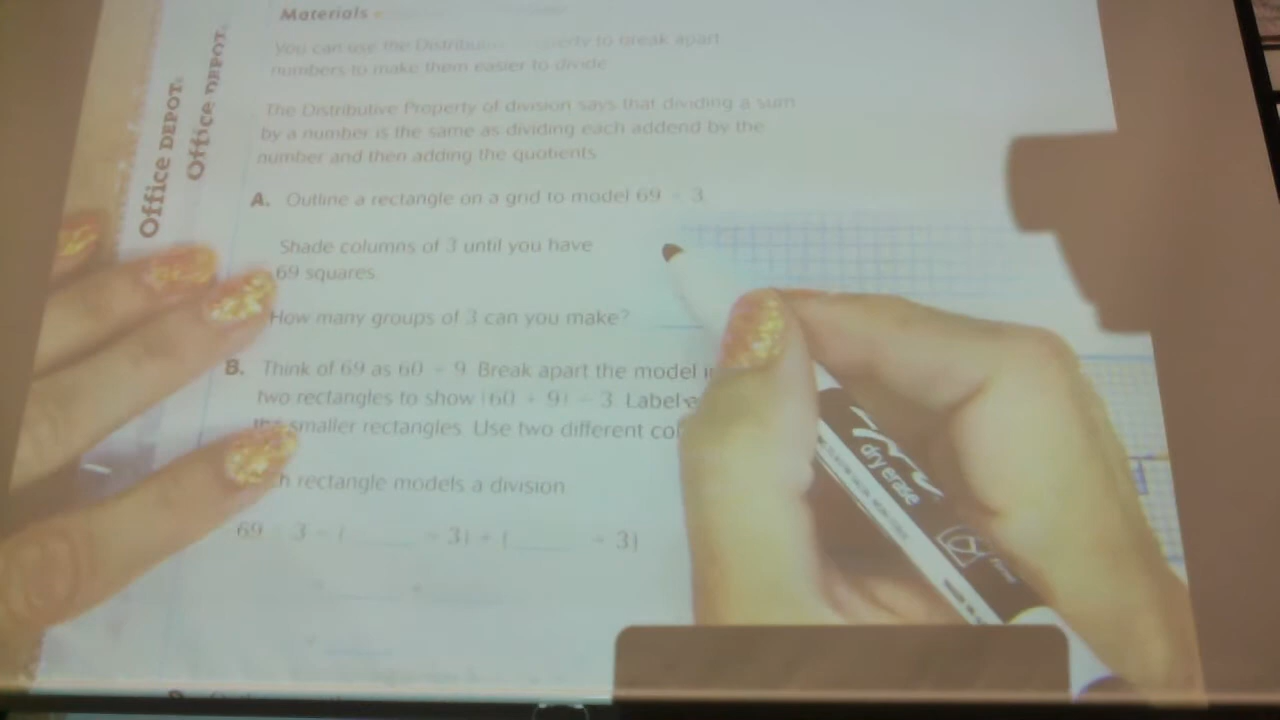 Materials
You can use the Distributive to break apart
numbers to make them easier to divide
The Distributive Property of division says that dividing a sum
by a number is the same as dividing each addend by the
number and then adding the quotients
A. Outline a rectangle on a grid to model 69 ÷ 3.
Shade columns of 3 until you have
69 squares.
How many groups of 3 can you make?
B. Think of 69 as 60 + 9. Break apart the model
two rectangles to show (60 + 9) ÷ 3. Label
smaller rectangles. Use two different
rectangle models a division.
69 ÷ 3 = ( ____ ÷ 3) + ( ____ ÷ 3)
Office DEPOT.
Office DEPOT.
dry erase